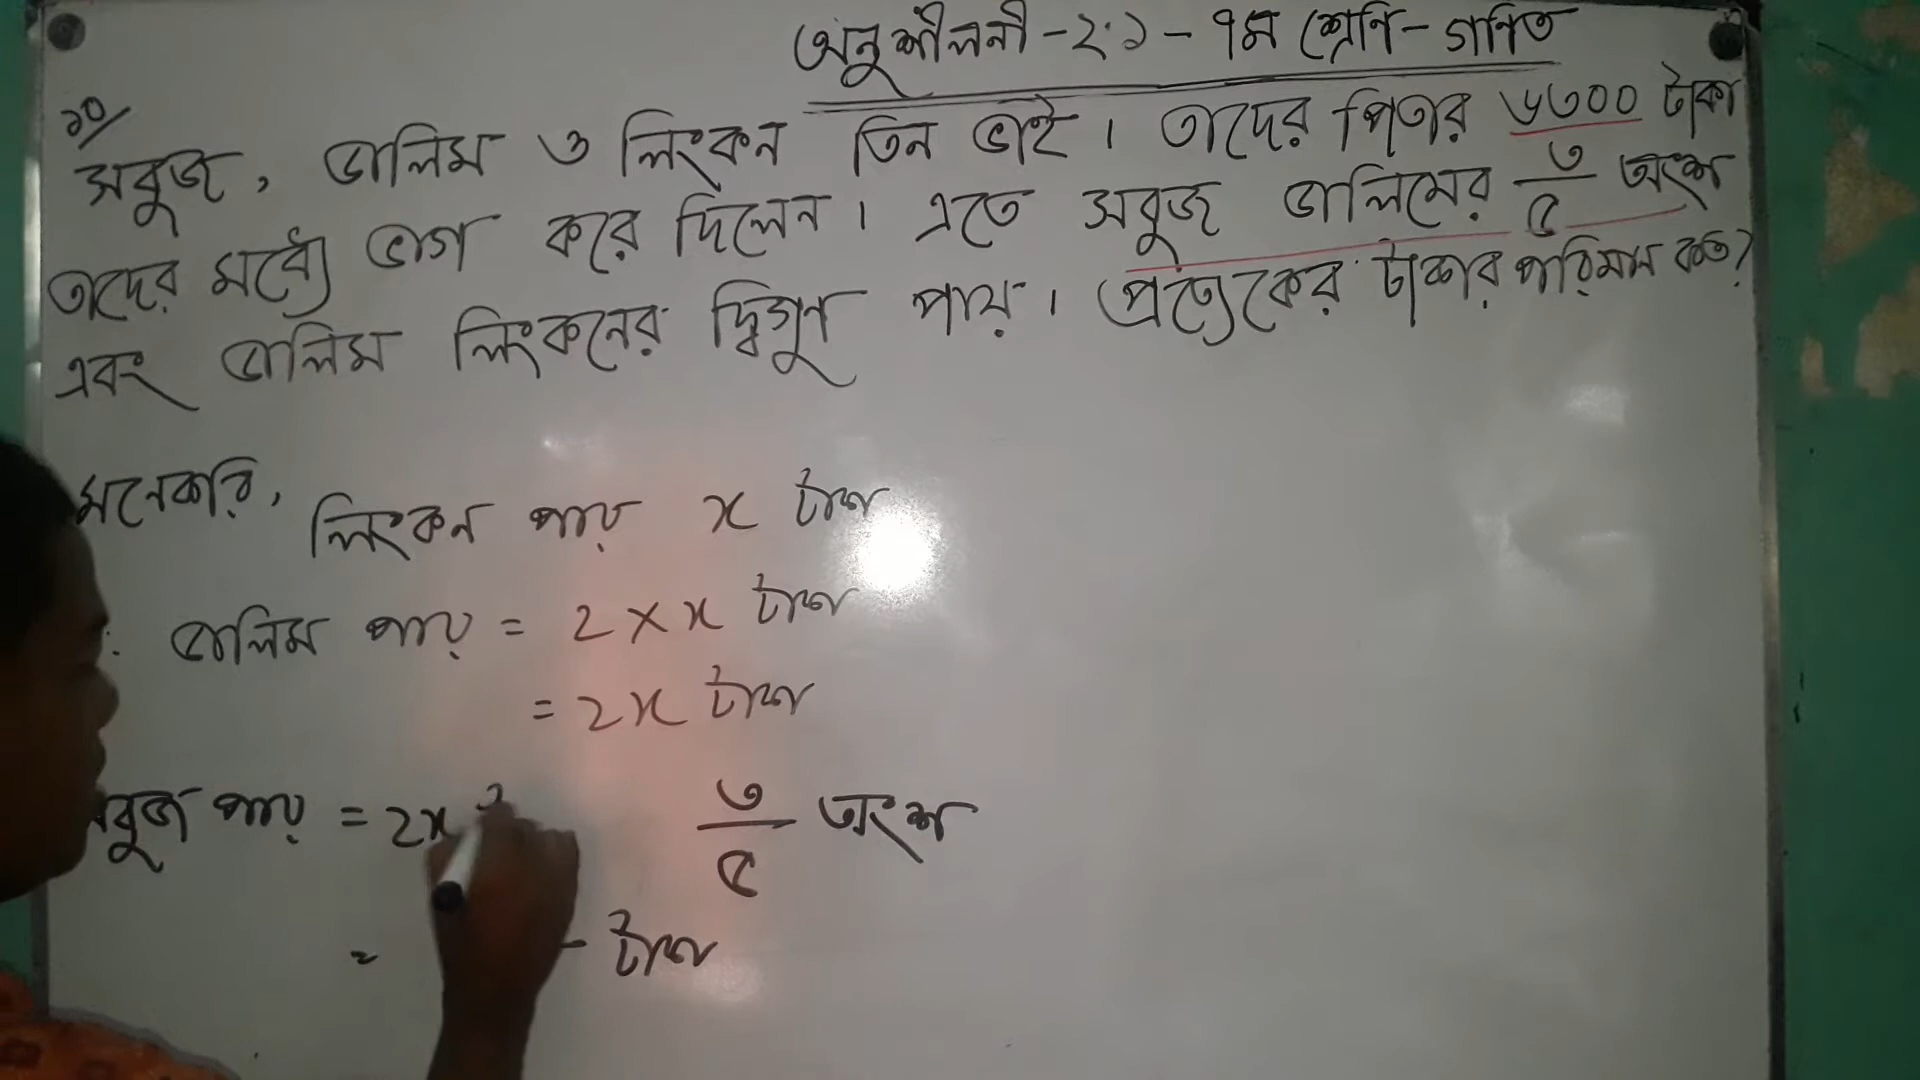 অনুশীলনী-২.১ - ৭ম শ্রেণি - গণিত
১০/
সবুজ, ডালিম ও লিংকন তিন ভাই। তাদের পিতার ৬৩০০ টাকা
তাদের মধ্যে ভাগ করে দিলেন। এতে সবুজ ডালিমের ৩/৫ অংশ
এবং ডালিম লিংকনের দ্বিগুণ পায়। প্রত্যেকের টাকার পরিমান কত?
মনেকরি,
লিংকন পায় x টাকা
ডালিম পায় = 2 × x টাকা
= 2x টাকা
সবুজ পায় = 2x ৩/৫ অংশ
= টাকা